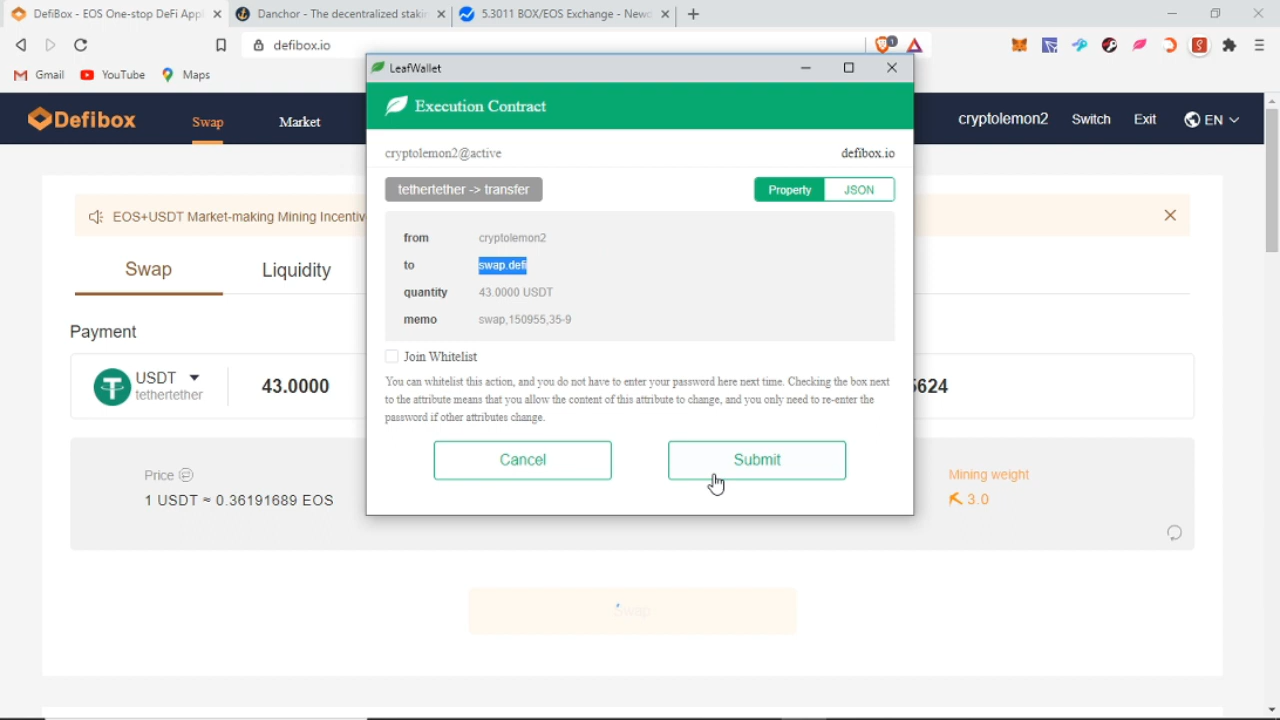 DefiBox - EOS One-stop DeFi Appl
Danchor - The decentralized stakin
5.3011 BOX/EOS Exchange - Newd
defibox.io
1
Gmail
YouTube
Maps
LeafWallet
Execution Contract
Defibox
Swap
Market
cryptolemon2
Switch
Exit
EN
cryptolemon2@active
defibox.io
tethertether -> transfer
Property
JSON
EOS+USDT Market-making Mining Incentiv
from cryptolemon2
to swap.defi
quantity 43.0000 USDT
memo swap,150955,35-9
Swap
Liquidity
Payment
Join Whitelist
You can whitelist this action, and you do not have to enter your password here next time. Checking the box next
to the attribute means that you allow the content of this attribute to change, and you only need to re-enter the
password if other attributes change.
USDT
tethertether
43.0000
5624
Cancel
Submit
Price
1 USDT ≈ 0.36191689 EOS
Mining weight
3.0
Swap